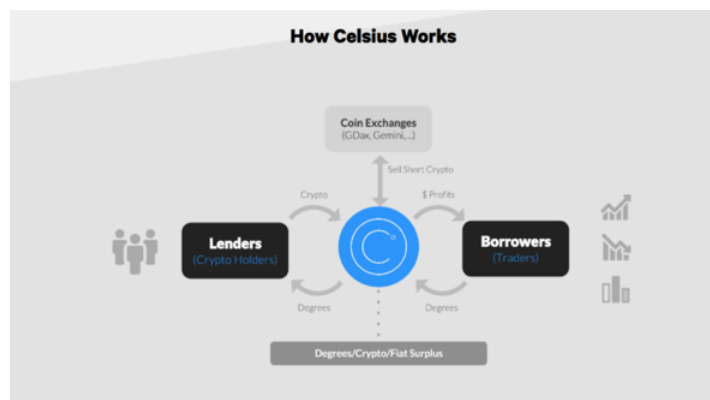 How Celsius Works
Coin Exchanges
(GDax, Gemini,...)
Sell Short Crypto
Crypto
$ Profits
Lenders
(Crypto Holders)
Borrowers
(Traders)
Degrees
Degrees
Degrees/Crypto/Fiat Surplus